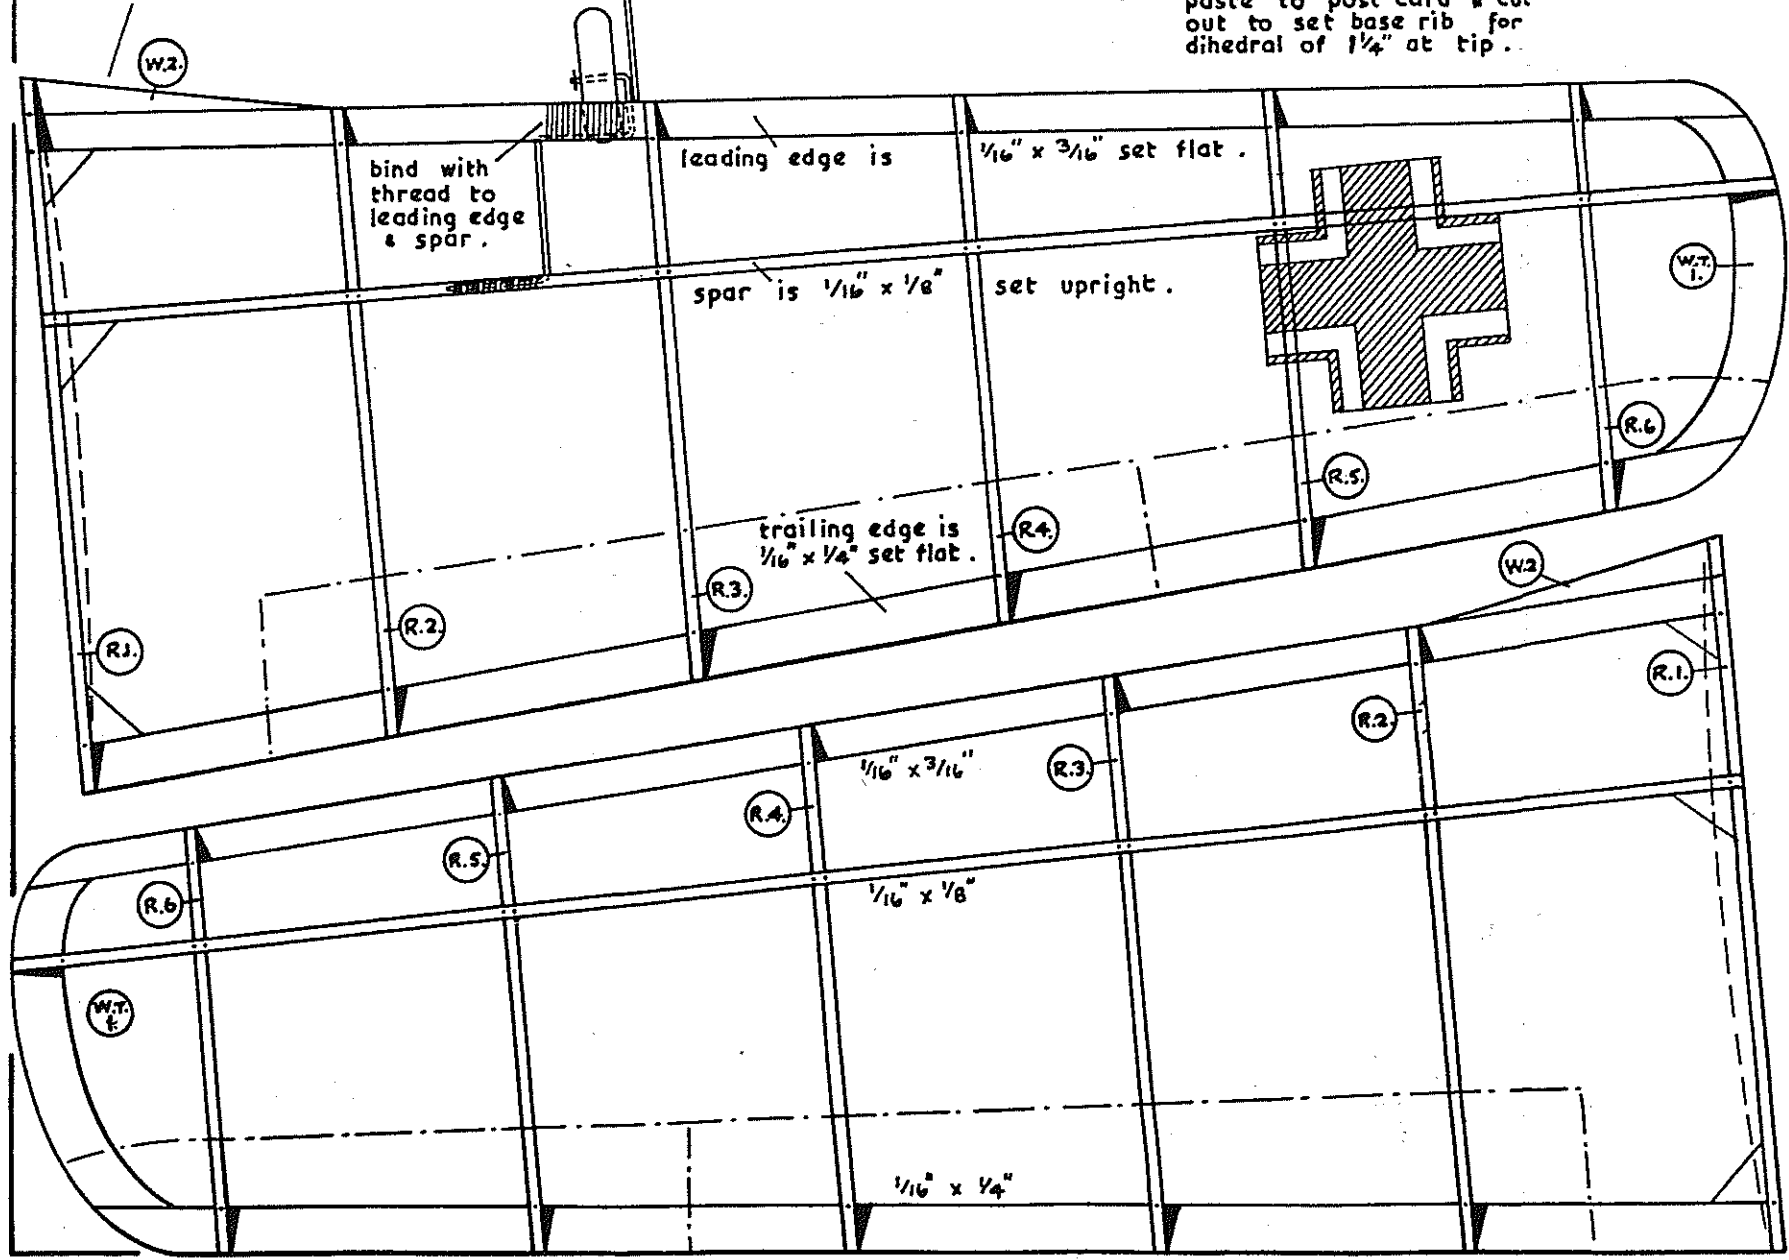 paste to post card & cut
out to set base rib for
dihedral of 1¼" at tip.
W.2.
bind with
thread to
leading edge
& spar.
leading edge is 1/16" x 3/16" set flat.
spar is 1/16" x 1/8" set upright.
W.T.
1.
R.6
R.5.
R.4.
trailing edge is
1/16" x 1/4" set flat.
R.3.
R.2.
R.1.
W.2
R.1.
R.2.
1/16" x 3/16"
R.3.
R.4.
R.5.
1/16" x 1/8"
R.6
W.T.
1.
1/16" x 1/4"